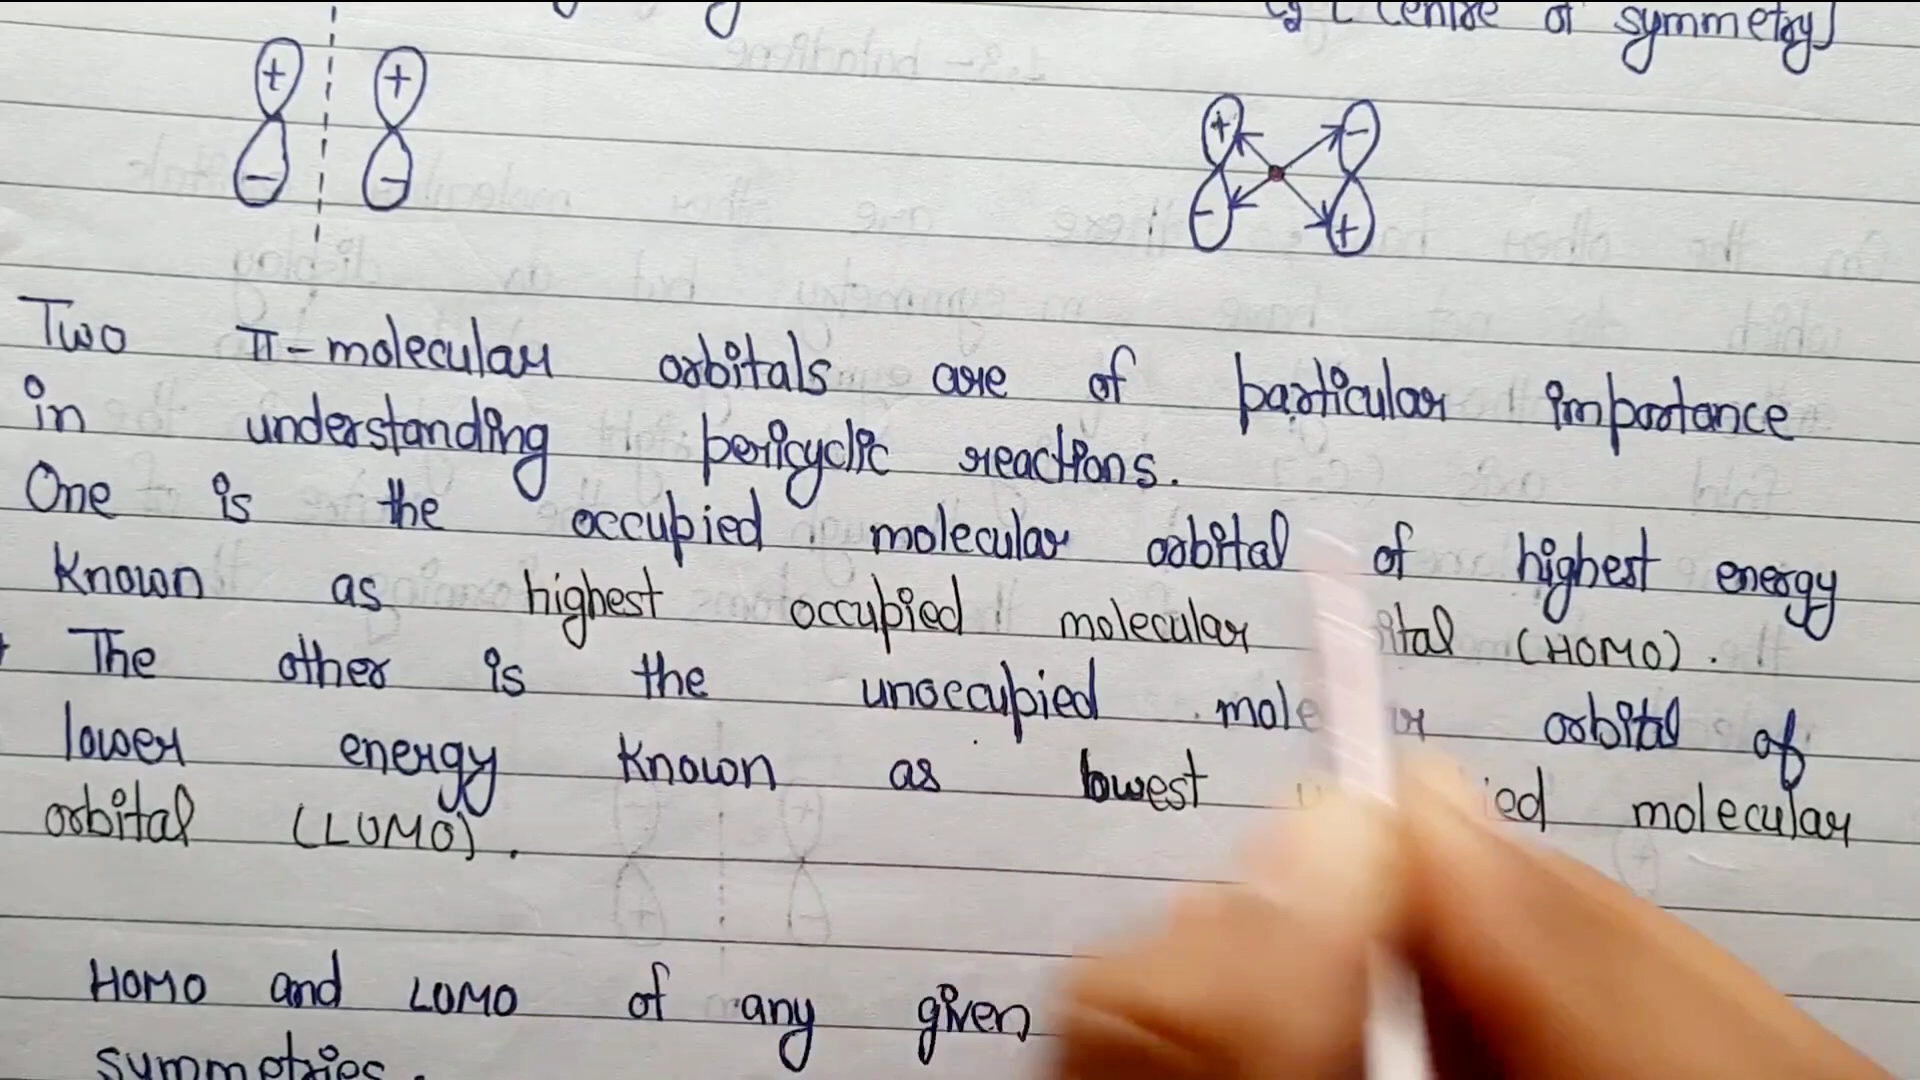 Centre of symmetry)
+ +
- -
+ -
- +
Two π-molecular orbitals are of particular importance
in understanding pericyclic reactions.
One is the occupied molecular orbital of highest energy
Known as highest occupied molecular ital (HOMO).
The other is the unoccupied mole orbital of
lower energy Known as lowest ied molecular
orbital (LUMO).
HOMO and LUMO of any given
symmetries.